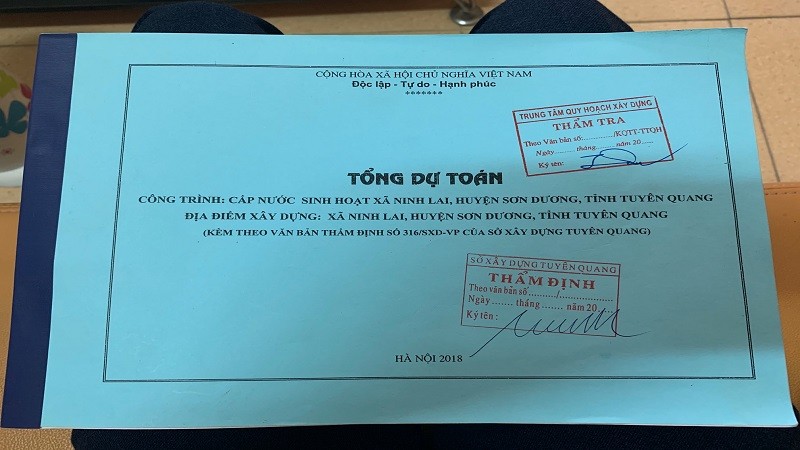 CỘNG HÒA XÃ HỘI CHỦ NGHĨA VIỆT NAM
Độc lập - Tự do - Hạnh phúc
*******
TRUNG TÂM QUY HOẠCH XÂY DỰNG
THẨM TRA
Theo Văn bản số:............/KQTT-TTQH
Ngày.........tháng.........năm 20.....
Ký tên:
TỔNG DỰ TOÁN
CÔNG TRÌNH: CẤP NƯỚC SINH HOẠT XÃ NINH LAI, HUYỆN SƠN DƯƠNG, TỈNH TUYÊN QUANG
ĐỊA ĐIỂM XÂY DỰNG: XÃ NINH LAI, HUYỆN SƠN DƯƠNG, TỈNH TUYÊN QUANG
(KÈM THEO VĂN BẢN THẨM ĐỊNH SỐ 316/SXD-VP CỦA SỞ XÂY DỰNG TUYÊN QUANG)
SỞ XÂY DỰNG TUYÊN QUANG
THẨM ĐỊNH
Theo văn bản số........../...................
Ngày ....... tháng ....... năm 20.....
Ký tên :
HÀ NỘI 2018